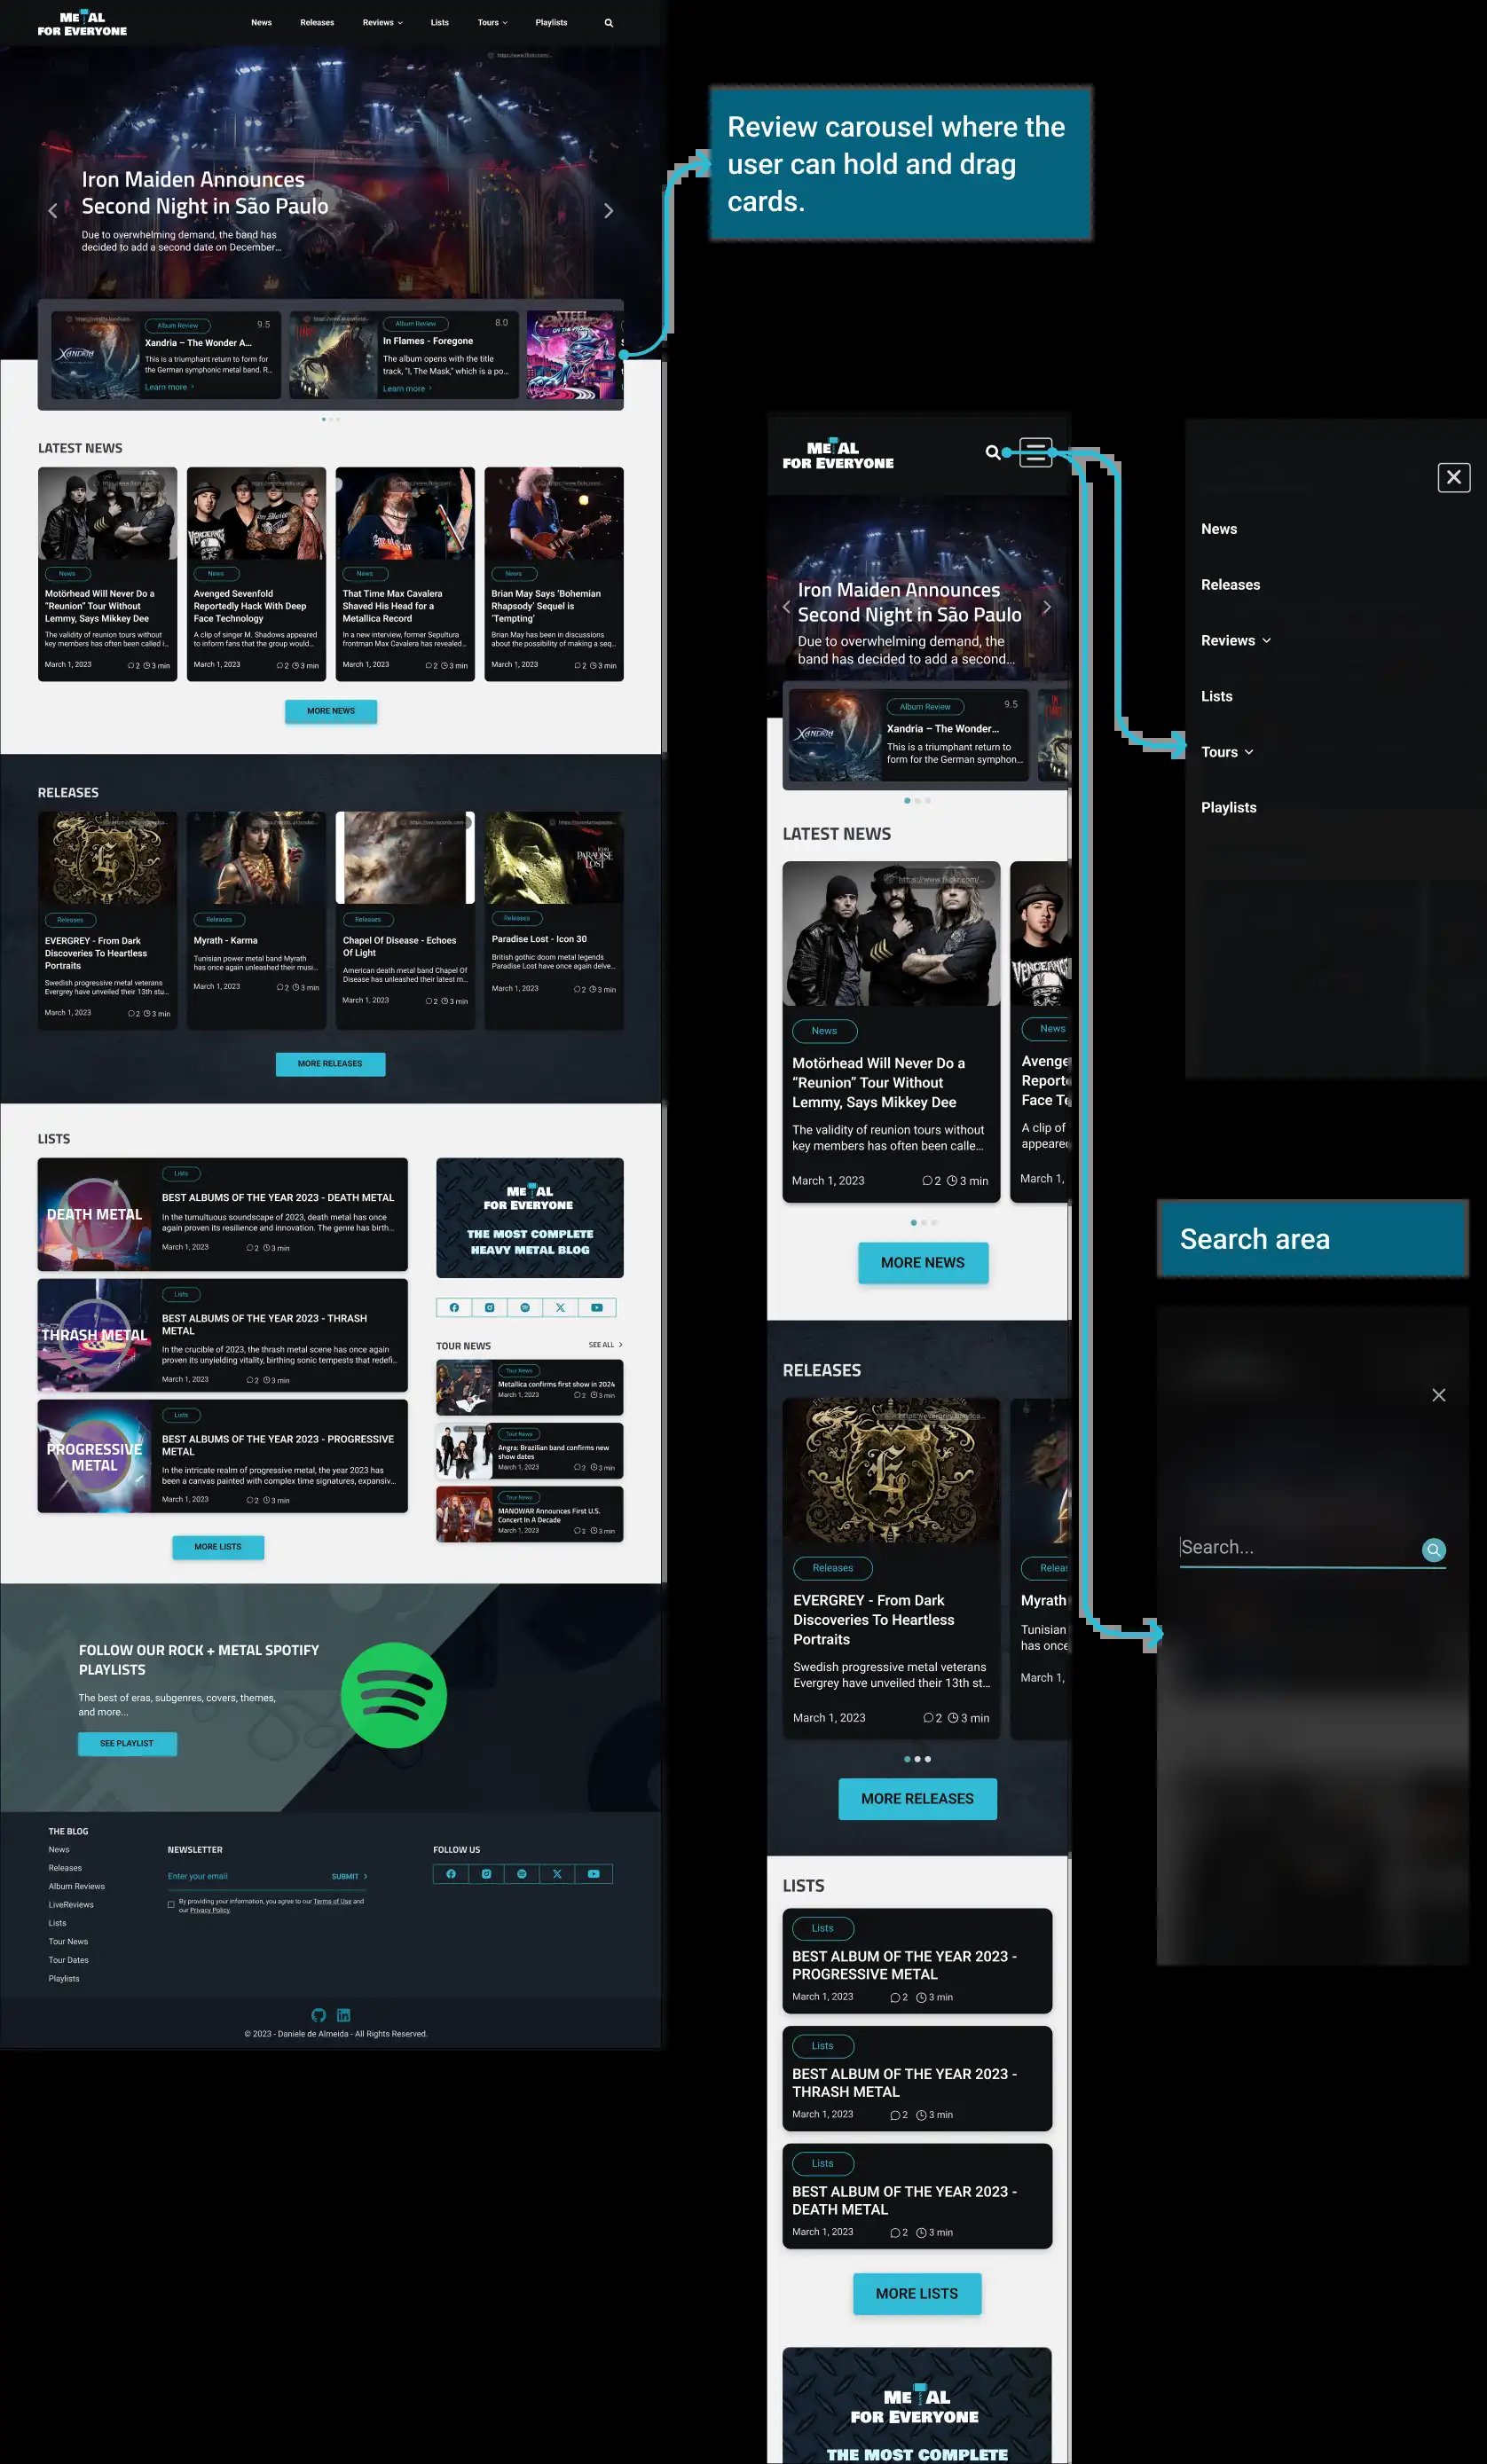 METAL
FOR EVERYONE
News
Releases
Reviews
Lists
Tours
Playlists
Iron Maiden Announces
Second Night in São Paulo
Due to overwhelming demand, the band has
decided to add a second date on December...
XANDRIA
Album Review
9.5
Xandria – The Wonder A...
This is a triumphant return to form for
the German symphonic metal band. R...
Learn more
Album Review
8.0
In Flames - Foregone
The album opens with the title
track, "I, The Mask," which is a po...
Learn more
LATEST NEWS
News
Motörhead Will Never Do a
“Reunion” Tour Without
Lemmy, Says Mikkey Dee
The validity of reunion tours without
key members has often been called i...
March 1, 2023
2
3 min
News
Avenged Sevenfold
Reportedly Hack With Deep
Face Technology
A clip of singer M. Shadows appeared
to inform fans that the group would...
March 1, 2023
2
3 min
News
That Time Max Cavalera
Shaved His Head for a
Metallica Record
In a new interview, former Sepultura
frontman Max Cavalera has revealed...
March 1, 2023
2
3 min
News
Brian May Says ‘Bohemian
Rhapsody’ Sequel is
‘Tempting’
Brian May has been in discussions
about the possibility of making a seq...
March 1, 2023
2
3 min
MORE NEWS
RELEASES
Releases
EVERGREY - From Dark
Discoveries To Heartless
Portraits
Swedish progressive metal veterans
Evergrey have unveiled their 13th stu...
March 1, 2023
2
3 min
Releases
Myrath - Karma
Tunisian power metal band Myrath
has once again unleashed their musi...
March 1, 2023
2
3 min
Releases
Chapel Of Disease - Echoes
Of Light
American death metal band Chapel Of
Disease has unleashed their latest m...
March 1, 2023
2
3 min
PARADISE
LOST
Releases
Paradise Lost - Icon 30
British gothic doom metal legends
Paradise Lost have once again delve...
March 1, 2023
2
3 min
MORE RELEASES
LISTS
DEATH METAL
Lists
BEST ALBUMS OF THE YEAR 2023 - DEATH METAL
In the tumultuous soundscape of 2023, death metal has once
again proven its resilience and innovation. The genre has birth...
March 1, 2023
2
3 min
THRASH METAL
Lists
BEST ALBUMS OF THE YEAR 2023 - THRASH
METAL
In the crucible of 2023, the thrash metal scene has once again
proven its unyielding vitality, birthing sonic tempests that redefi...
March 1, 2023
2
3 min
PROGRESSIVE
METAL
Lists
BEST ALBUMS OF THE YEAR 2023 - PROGRESSIVE
METAL
In the intricate realm of progressive metal, the year 2023 has
been a canvas painted with complex time signatures, expansiv...
March 1, 2023
2
3 min
MORE LISTS
METAL
FOR EVERYONE
THE MOST COMPLETE
HEAVY METAL BLOG
TOUR NEWS
SEE ALL
Tour News
Metallica confirms first show in 2024
March 1, 2023
2
3 min
Tour News
Angra: Brazilian band confirms new
show dates
March 1, 2023
2
3 min
Tour News
MANOWAR Announces First U.S.
Concert In A Decade
March 1, 2023
2
3 min
FOLLOW OUR ROCK + METAL SPOTIFY
PLAYLISTS
The best of eras, subgenres, covers, themes,
and more...
SEE PLAYLIST
THE BLOG
News
Releases
Album Reviews
LiveReviews
Lists
Tour News
Tour Dates
Playlists
NEWSLETTER
Enter your email
SUBMIT
By providing your information, you agree to our Terms of Use and
our Privacy Policy.
FOLLOW US
© 2023 - Daniele de Almeida - All Rights Reserved.
Review carousel where the
user can hold and drag
cards.
METAL
FOR EVERYONE
Iron Maiden Announces
Second Night in São Paulo
Due to overwhelming demand, the
band has decided to add a second...
XANDRIA
Album Review
9.5
Xandria – The Wonder...
This is a triumphant return to
form for the German symphon...
LATEST NEWS
https://www.flickr.com/...
News
Motörhead Will Never Do a
“Reunion” Tour Without
Lemmy, Says Mikkey Dee
The validity of reunion tours without
key members has often been calle...
March 1, 2023
2
3 min
News
Avenge
Reporte
Face Te
A clip of
appeared
March 1,
MORE NEWS
RELEASES
Releases
EVERGREY - From Dark
Discoveries To Heartless
Portraits
Swedish progressive metal veterans
Evergrey have unveiled their 13th st...
March 1, 2023
2
3 min
Releas
Myrath
Tunisian
has once
March 1,
MORE RELEASES
LISTS
Lists
BEST ALBUM OF THE YEAR 2023 -
PROGRESSIVE METAL
March 1, 2023
2
3 min
Lists
BEST ALBUM OF THE YEAR 2023 -
THRASH METAL
March 1, 2023
2
3 min
Lists
BEST ALBUM OF THE YEAR 2023 -
DEATH METAL
March 1, 2023
2
3 min
MORE LISTS
METAL
FOR EVERYONE
THE MOST COMPLETE
News
Releases
Reviews
Lists
Tours
Playlists
Search area
Search...